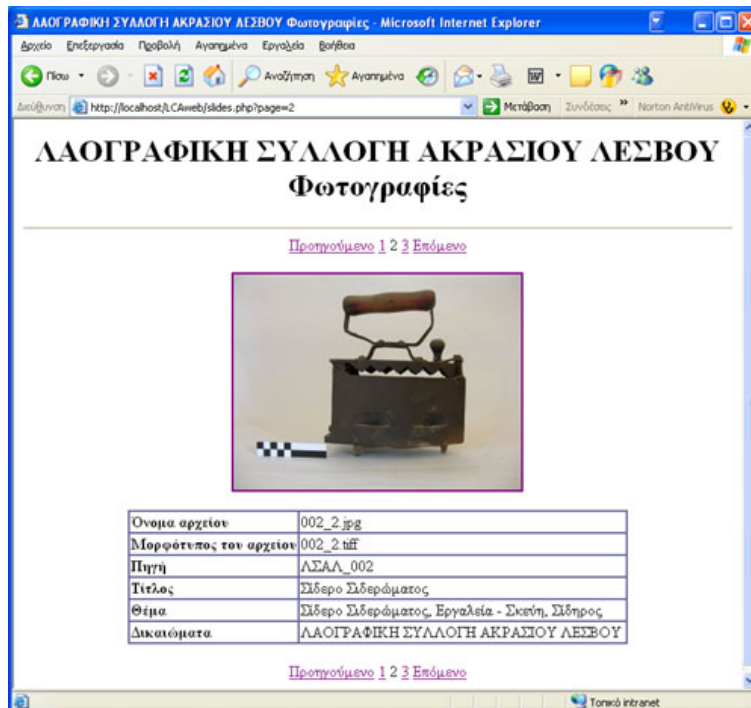 ΛΑΟΓΡΑΦΙΚΗ ΣΥΛΛΟΓΗ ΑΚΡΑΣΙΟΥ ΛΕΣΒΟΥ Φωτογραφίες - Microsoft Internet Explorer
Αρχείο Επεξεργασία Προβολή Αγαπημένα Εργαλεία Βοήθεια
Πίσω Αναζήτηση Αγαπημένα
Διεύθυνση http://localhost/LCAweb/slides.php?page=2 Μετάβαση Συνδέσεις » Norton AntiVirus
ΛΑΟΓΡΑΦΙΚΗ ΣΥΛΛΟΓΗ ΑΚΡΑΣΙΟΥ ΛΕΣΒΟΥ
Φωτογραφίες
Προηγούμενο 1 2 3 Επόμενο
Όνομα αρχείου 002_2.jpg
Μορφότυπος του αρχείου 002_2.tiff
Πηγή ΛΣΑΛ_002
Τίτλος Σίδερο Σιδερώματος
Θέμα Σίδερο Σιδερώματος, Εργαλεία - Σκεύη, Σίδηρος
Δικαιώματα ΛΑΟΓΡΑΦΙΚΗ ΣΥΛΛΟΓΗ ΑΚΡΑΣΙΟΥ ΛΕΣΒΟΥ
Προηγούμενο 1 2 3 Επόμενο
Τοπικό intranet